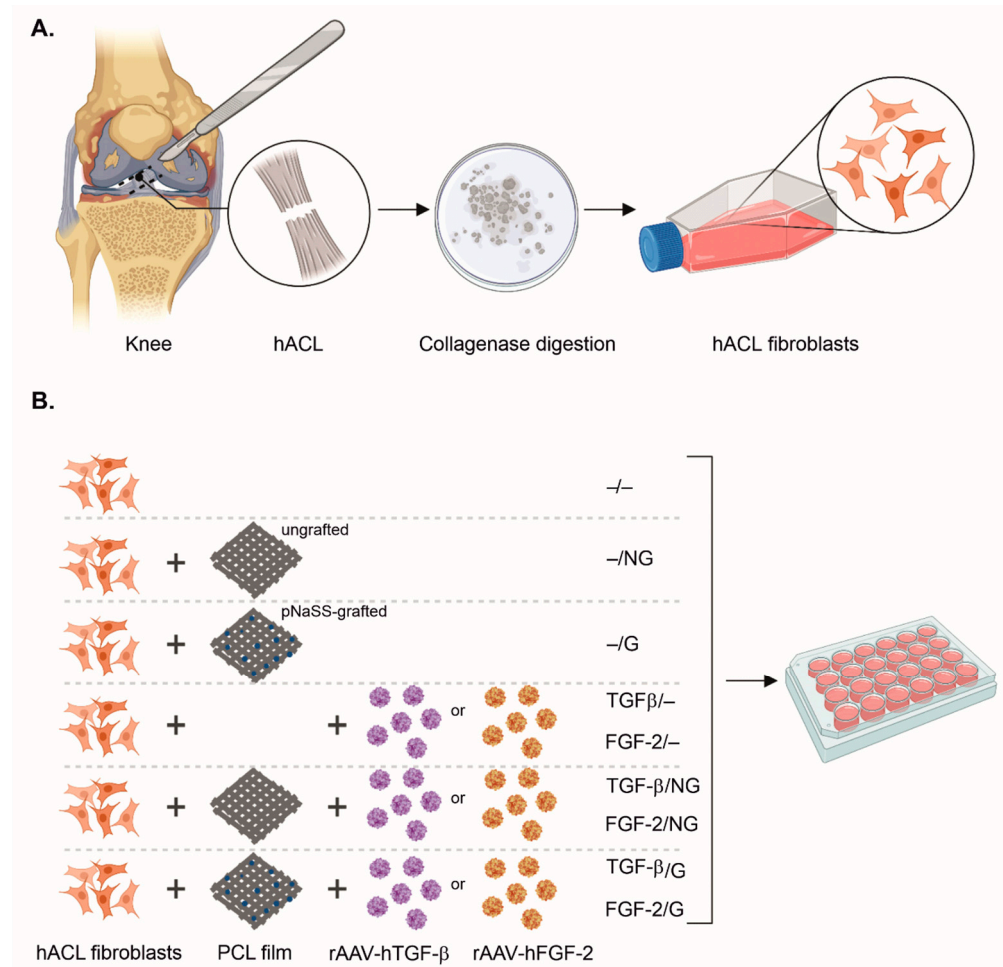 A.
Knee
hACL
Collagenase digestion
hACL fibroblasts
B.
–/–
ungrafted
–/NG
pNaSS-grafted
–/G
or
TGFβ/–
FGF-2/–
or
TGF-β/NG
FGF-2/NG
or
TGF-β/G
FGF-2/G
hACL fibroblasts
PCL film
rAAV-hTGF-β
rAAV-hFGF-2